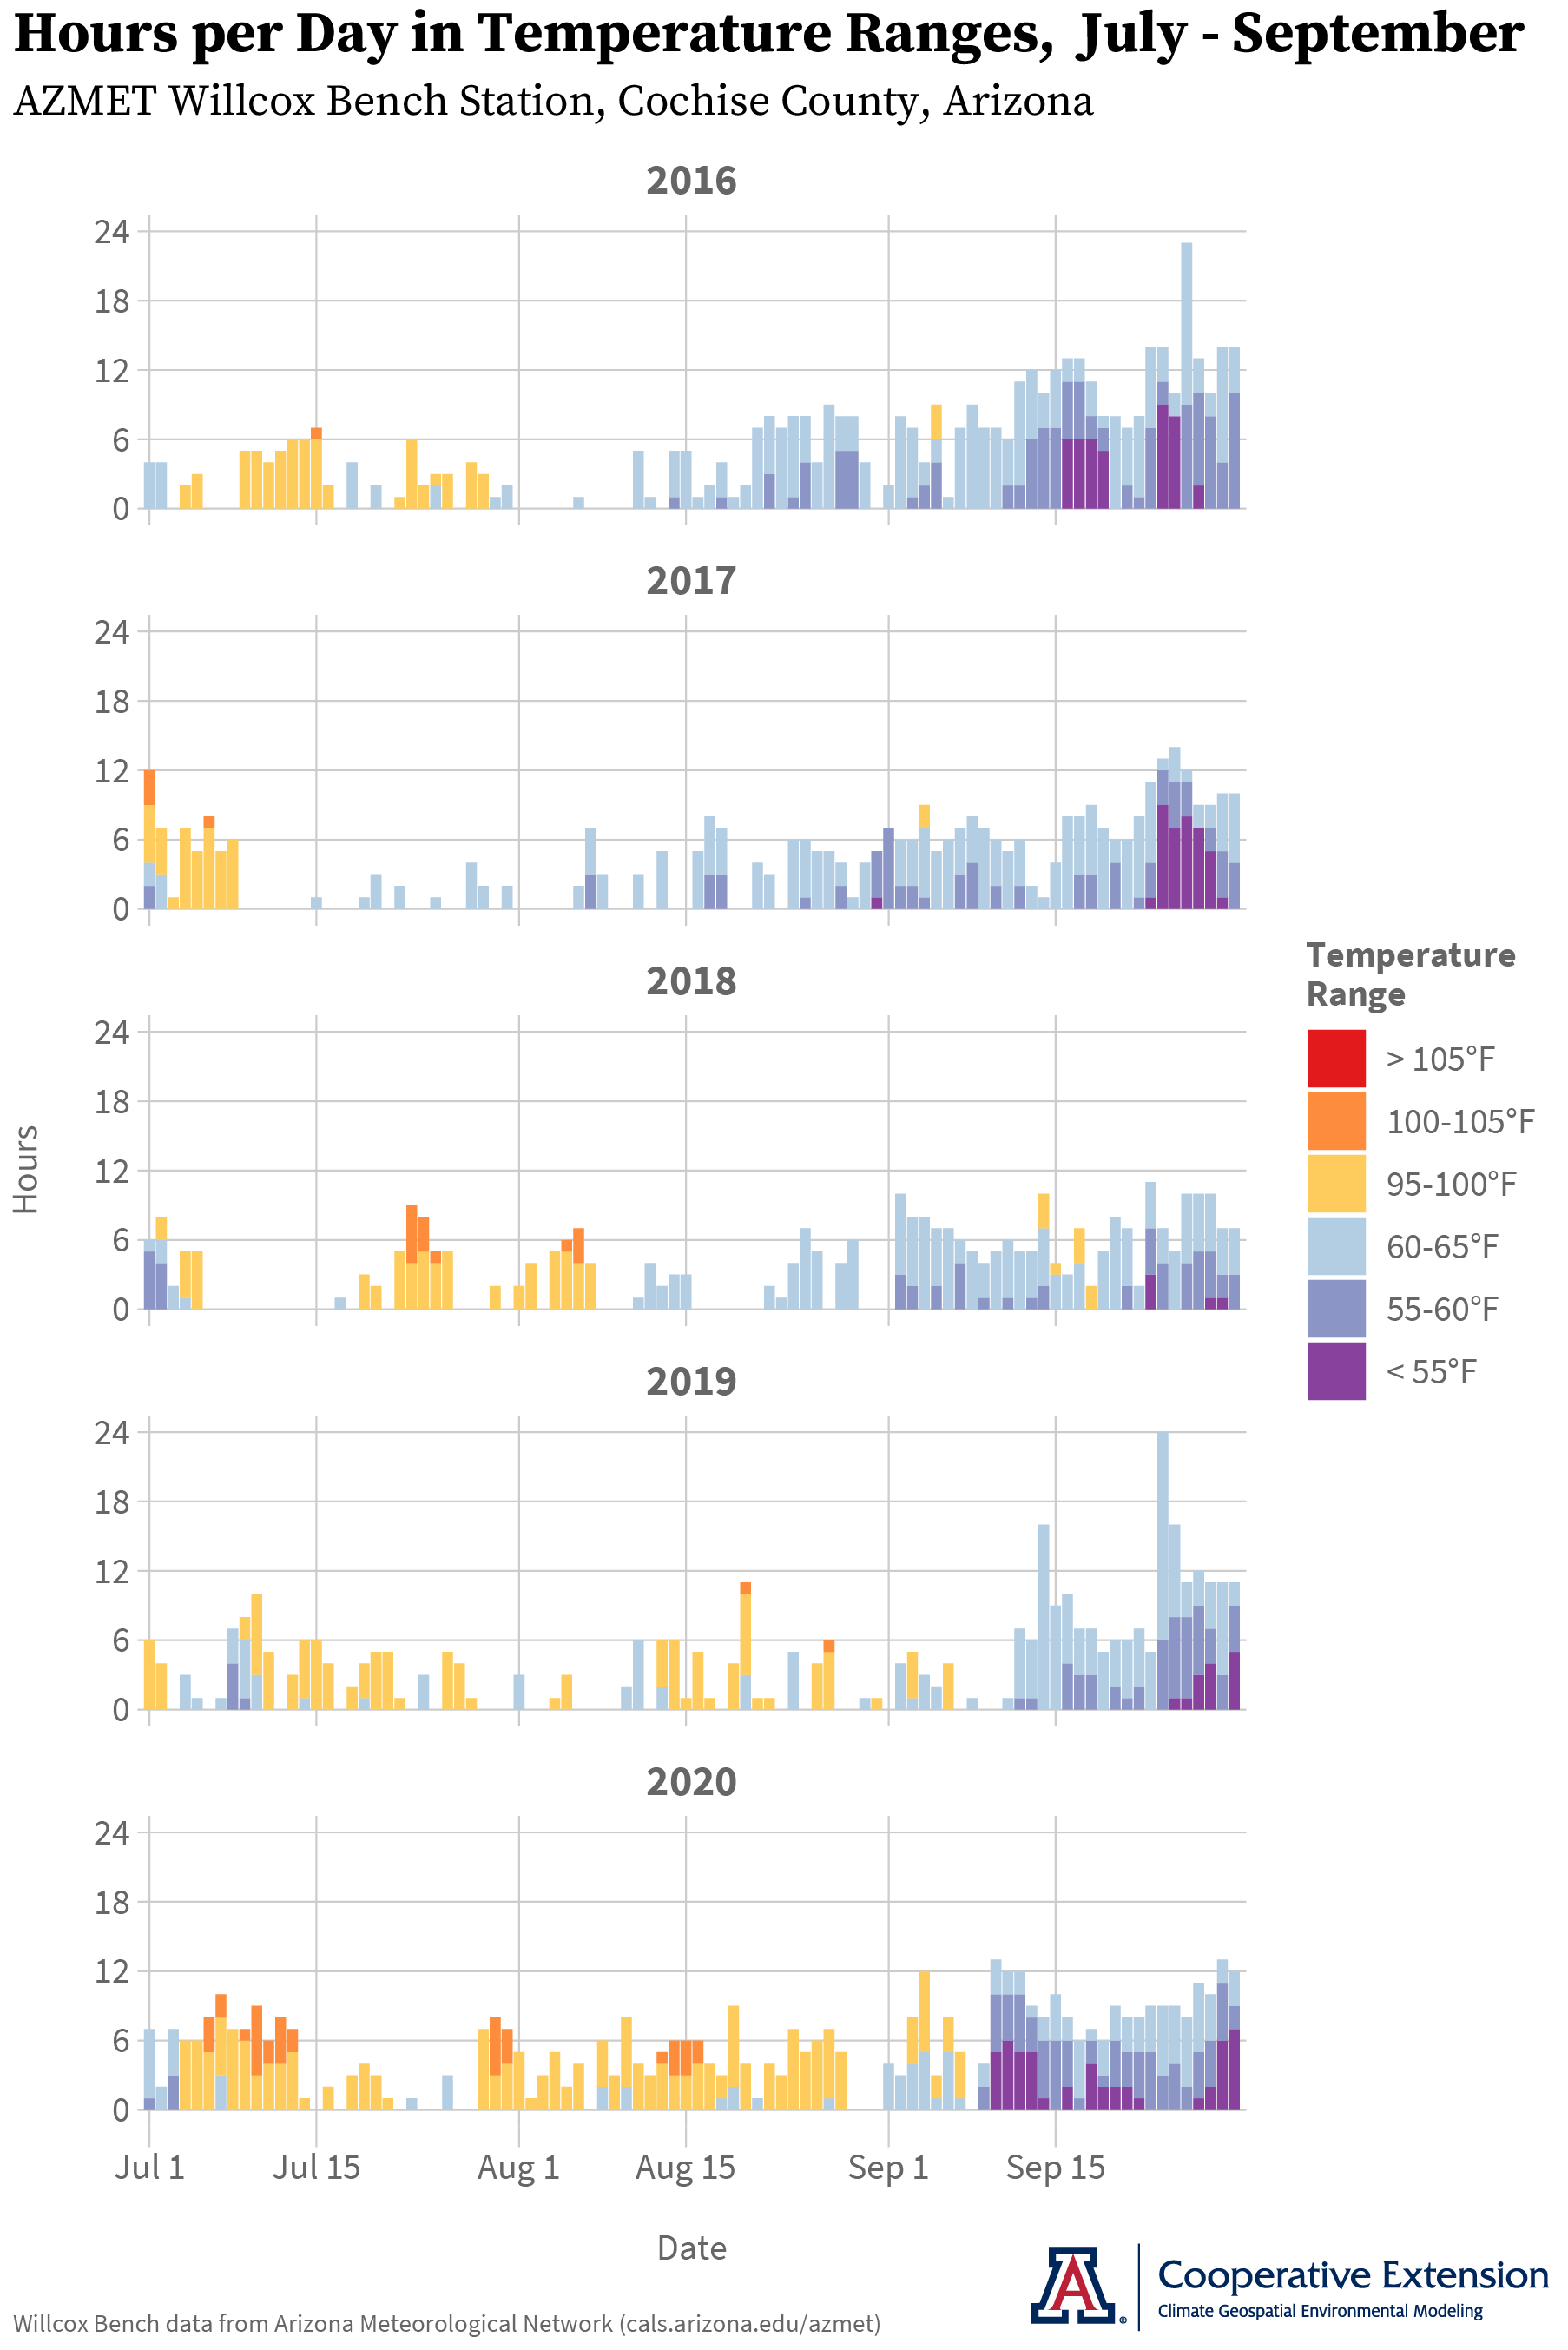 Hours per Day in Temperature Ranges, July - September
AZMET Willcox Bench Station, Cochise County, Arizona
2016
24
18
12
6
0
2017
24
18
12
6
0
2018
24
18
12
6
0
2019
24
18
12
6
0
2020
24
18
12
6
0
Hours
Jul 1
Jul 15
Aug 1
Aug 15
Sep 1
Sep 15
Date
Temperature
Range
> 105°F
100-105°F
95-100°F
60-65°F
55-60°F
< 55°F
Willcox Bench data from Arizona Meteorological Network (cals.arizona.edu/azmet)
A®
Cooperative Extension
Climate Geospatial Environmental Modeling